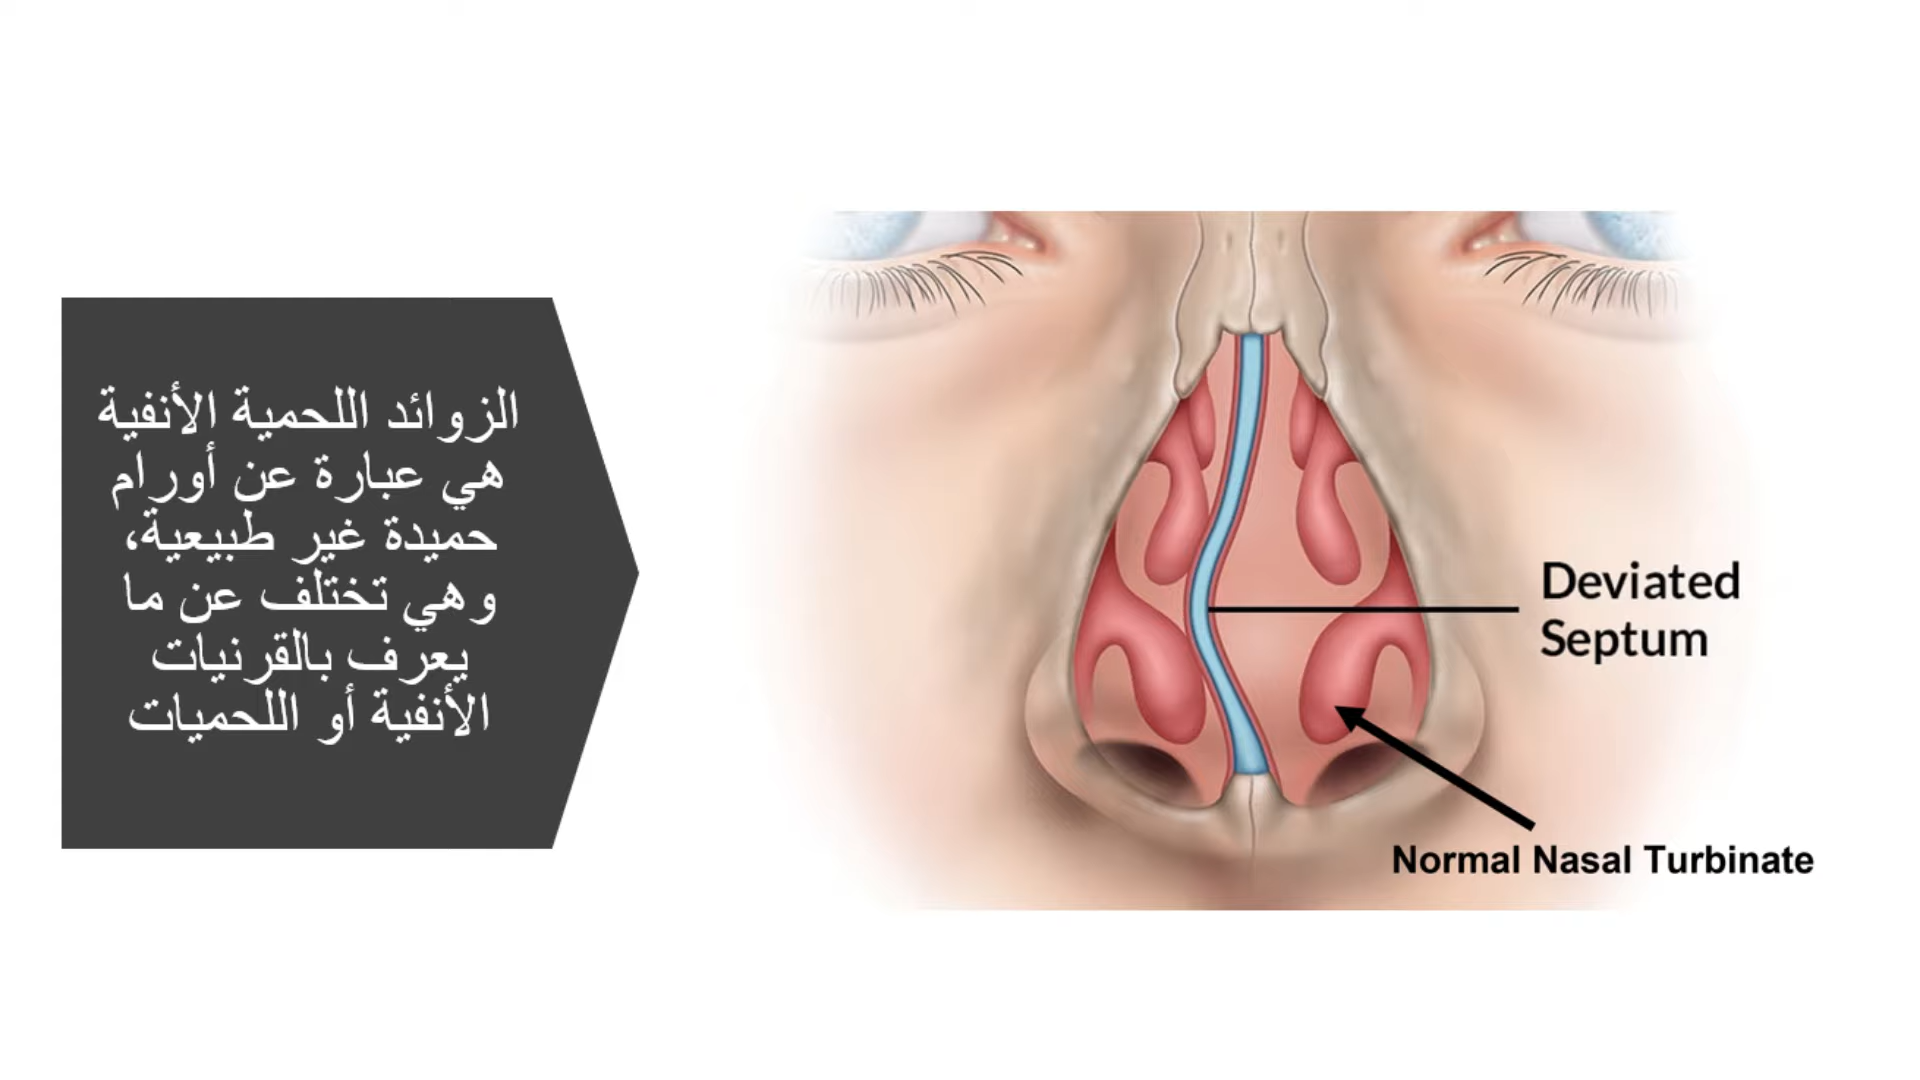 الزوائد اللحمية الأنفية
هي عبارة عن أورام
حميدة غير طبيعية،
وهي تختلف عن ما
يعرف بالقرنيات
الأنفية أو اللحميات
Deviated
Septum
Normal Nasal Turbinate